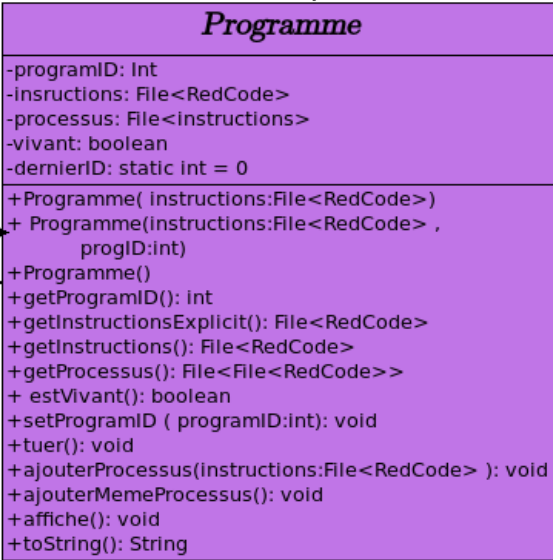 Programme
-programID: Int
-insructions: File<RedCode>
-processus: File<instructions>
-vivant: boolean
-dernierID: static int = 0
+Programme( instructions:File<RedCode>)
+ Programme(instructions:File<RedCode> ,
progID:int)
+Programme()
+getProgramID(): int
+getInstructionsExplicit(): File<RedCode>
+getInstructions(): File<RedCode>
+getProcessus(): File<File<RedCode>>
+ estVivant(): boolean
+setProgramID ( programID:int): void
+tuer(): void
+ajouterProcessus(instructions:File<RedCode> ): void
+ajouterMemeProcessus(): void
+affiche(): void
+toString(): String